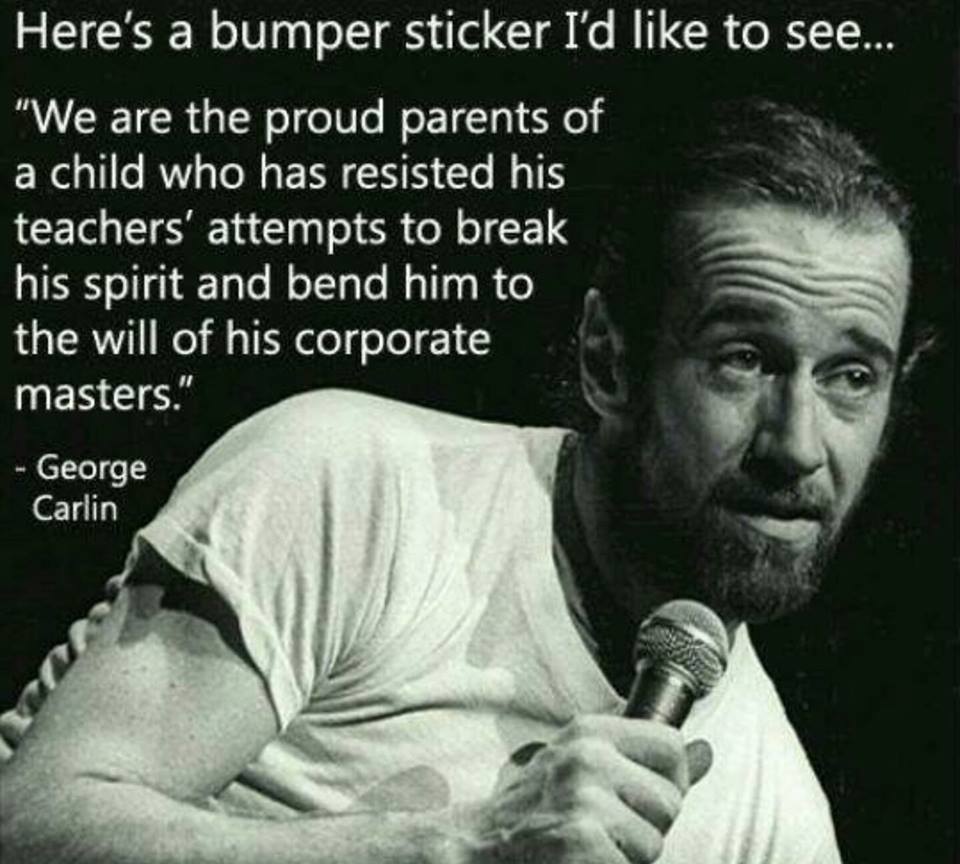 Here's a bumper sticker I'd like to see...
"We are the proud parents of
a child who has resisted his
teachers' attempts to break
his spirit and bend him to
the will of his corporate
masters."
- George
Carlin